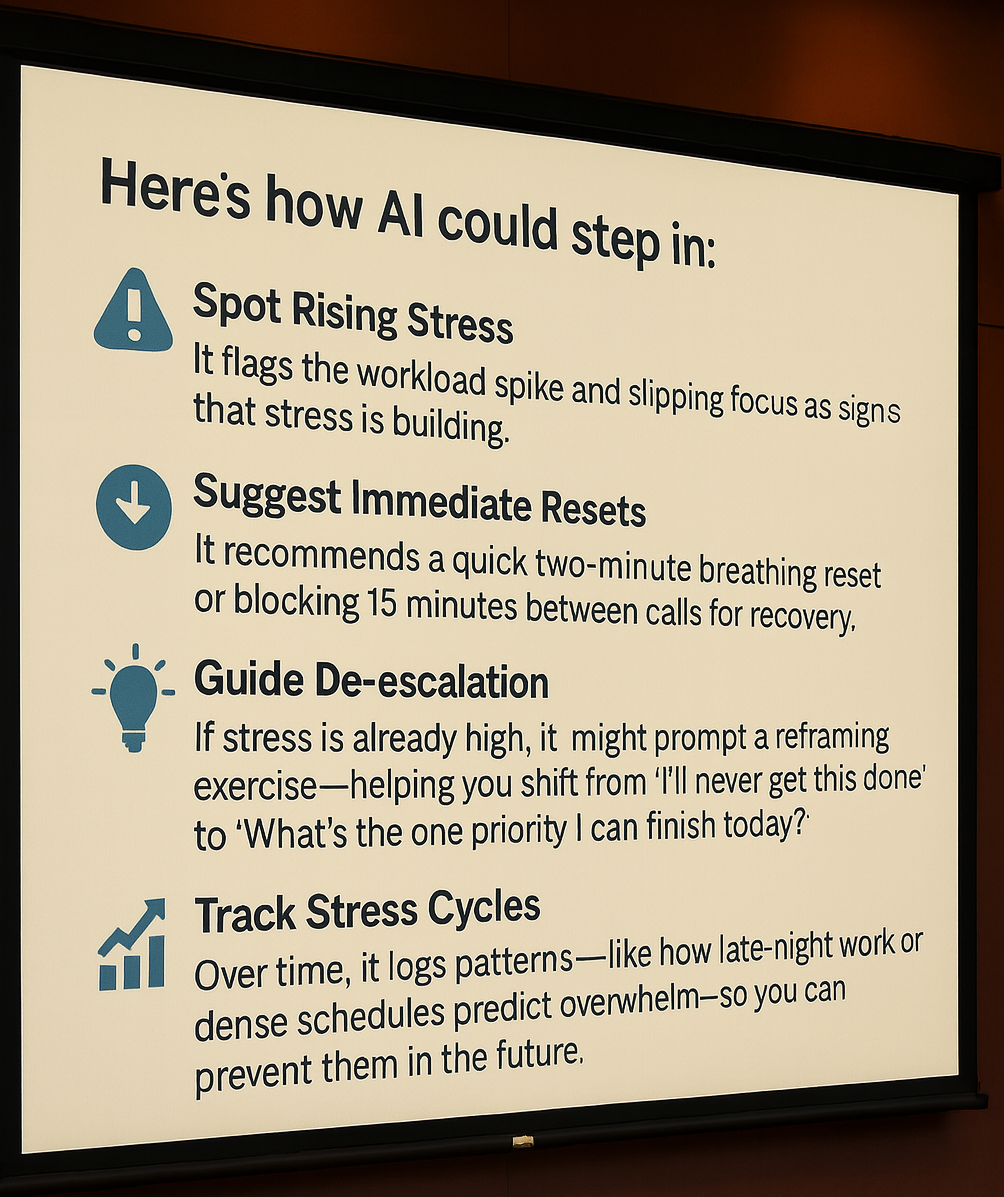 Here's how AI could step in:
Spot Rising Stress
It flags the workload spike and slipping focus as signs
that stress is building.
Suggest Immediate Resets
It recommends a quick two-minute breathing reset
or blocking 15 minutes between calls for recovery.
Guide De-escalation
If stress is already high, it might prompt a reframing
exercise—helping you shift from ‘I’ll never get this done’
to ‘What’s the one priority I can finish today?’
Track Stress Cycles
Over time, it logs patterns—like how late-night work or
dense schedules predict overwhelm—so you can
prevent them in the future.